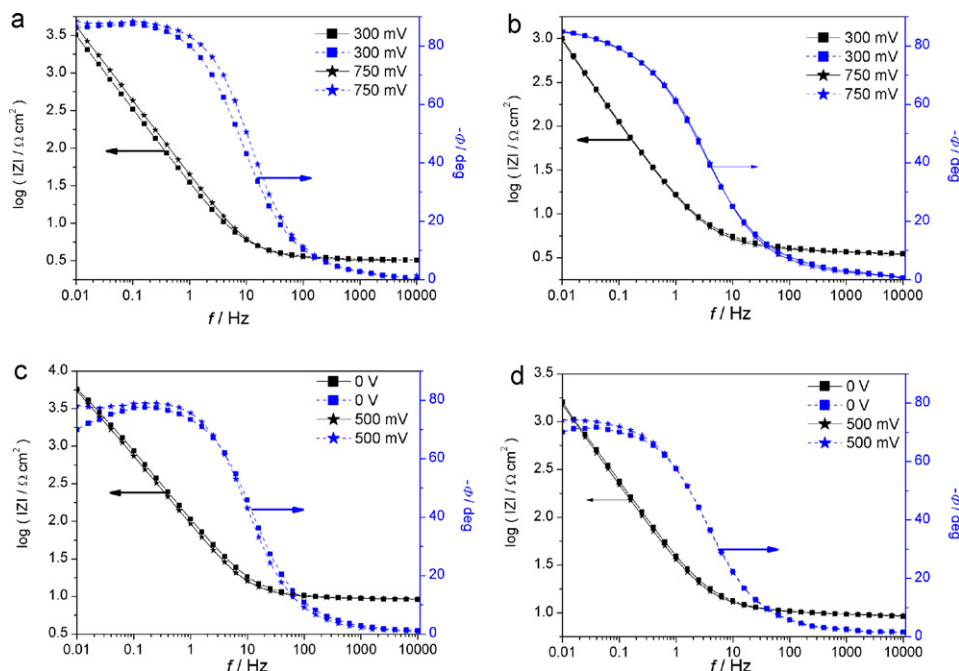 a
300 mV
300 mV
750 mV
750 mV
log ( |Z| / Ω cm²)
3.5
3.0
2.5
2.0
1.5
1.0
0.5
80
60
40
20
0
-Φ/ deg
0.01 0.1 1 10 100 1000 10000
f / Hz
b
300 mV
300 mV
750 mV
750 mV
log ( |Z| / Ω cm²)
3.0
2.5
2.0
1.5
1.0
0.5
80
60
40
20
0
-Φ/ deg
0.01 0.1 1 10 100 1000 10000
f / Hz
c
0 V
0 V
500 mV
500 mV
log ( |Z| / Ω cm²)
4.0
3.5
3.0
2.5
2.0
1.5
1.0
0.5
80
60
40
20
0
-Φ/ deg
0.01 0.1 1 10 100 1000 10000
f / Hz
d
0 V
0 V
500 mV
500 mV
log ( |Z| / Ω cm²)
3.5
3.0
2.5
2.0
1.5
1.0
80
60
40
20
0
-Φ/ deg
0.01 0.1 1 10 100 1000 10000
f / Hz